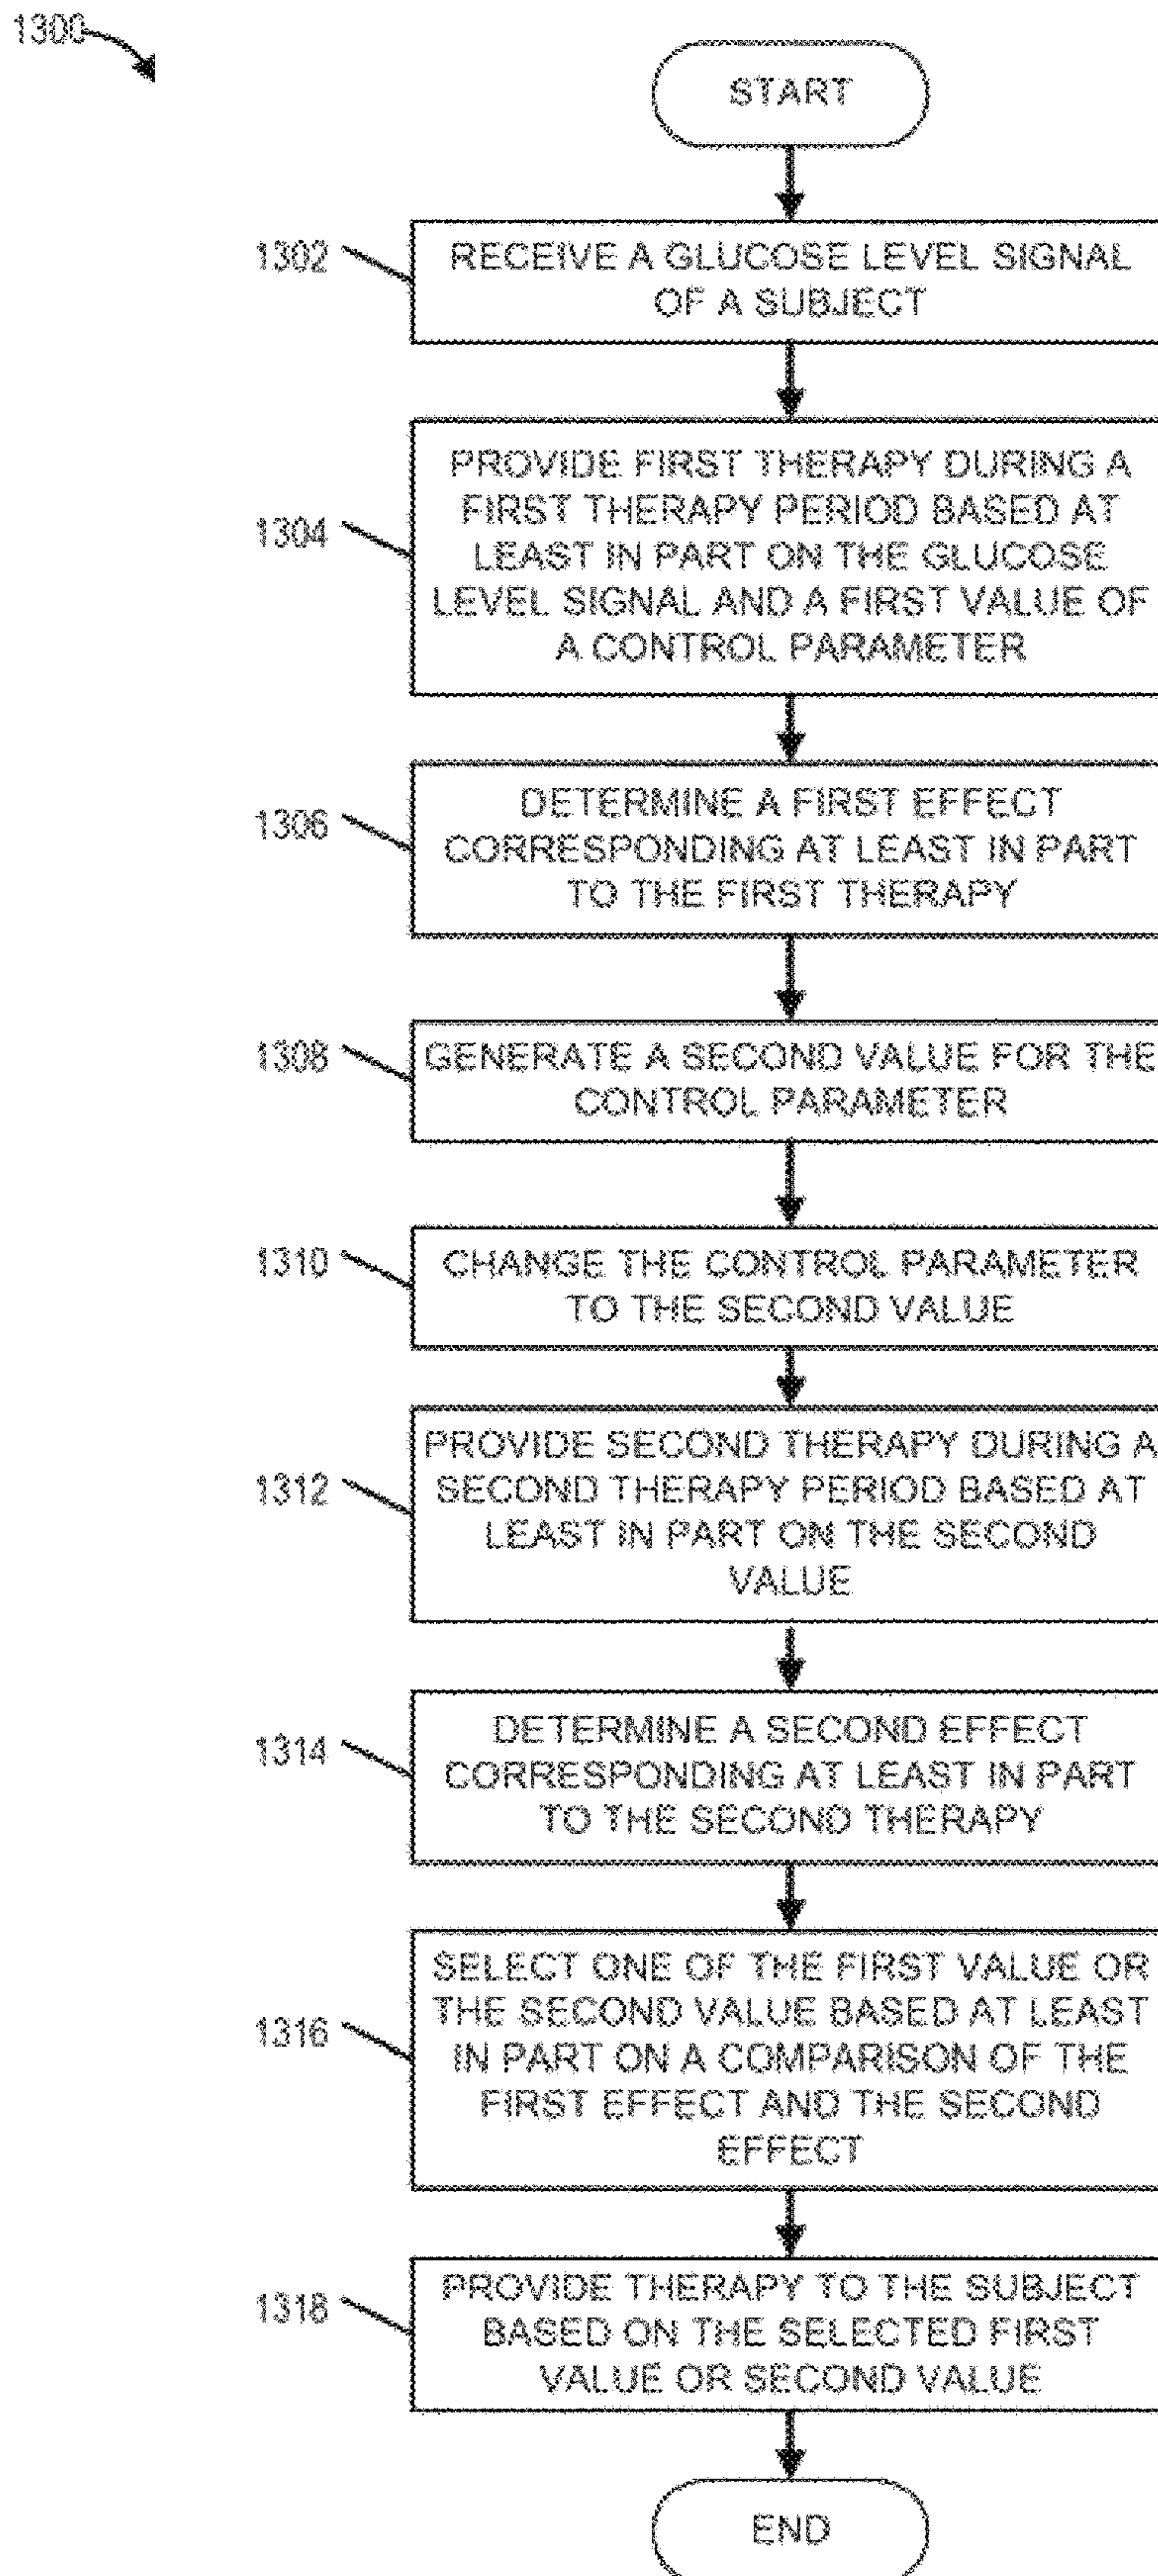 1300
START
1302
RECEIVE A GLUCOSE LEVEL SIGNAL
OF A SUBJECT
1304
PROVIDE FIRST THERAPY DURING A
FIRST THERAPY PERIOD BASED AT
LEAST IN PART ON THE GLUCOSE
LEVEL SIGNAL AND A FIRST VALUE OF
A CONTROL PARAMETER
1306
DETERMINE A FIRST EFFECT
CORRESPONDING AT LEAST IN PART
TO THE FIRST THERAPY
1308
GENERATE A SECOND VALUE FOR THE
CONTROL PARAMETER
1310
CHANGE THE CONTROL PARAMETER
TO THE SECOND VALUE
1312
PROVIDE SECOND THERAPY DURING A
SECOND THERAPY PERIOD BASED AT
LEAST IN PART ON THE SECOND
VALUE
1314
DETERMINE A SECOND EFFECT
CORRESPONDING AT LEAST IN PART
TO THE SECOND THERAPY
1316
SELECT ONE OF THE FIRST VALUE OR
THE SECOND VALUE BASED AT LEAST
IN PART ON A COMPARISON OF THE
FIRST EFFECT AND THE SECOND
EFFECT
1318
PROVIDE THERAPY TO THE SUBJECT
BASED ON THE SELECTED FIRST
VALUE OR SECOND VALUE
END